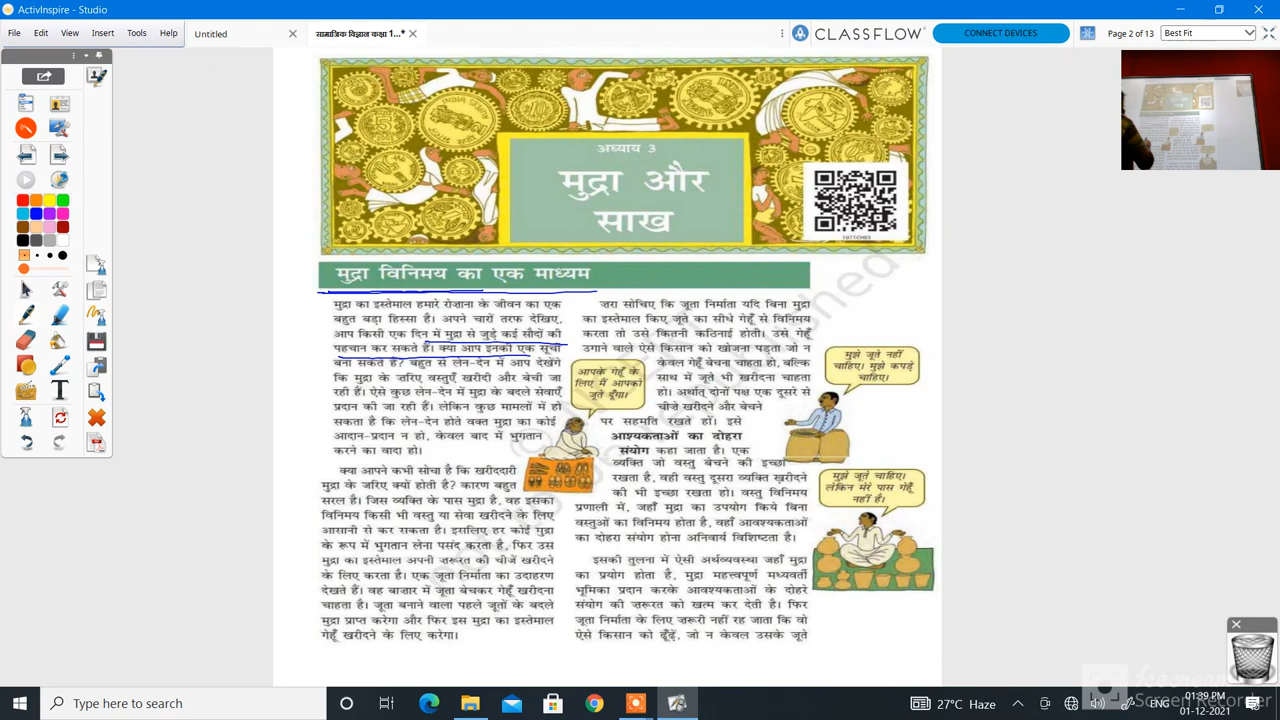 ActivInspire - Studio
File Edit View Insert Tools Help
Untitled
सामाजिक विज्ञान कक्षा 1...*
CLASSFLOW
CONNECT DEVICES
Page 2 of 13
Best Fit
अध्याय 3
मुद्रा और
साख
1071CH03
मुद्रा विनिमय का एक माध्यम
मुद्रा का इस्तेमाल हमारे रोज़ाना के जीवन का एक
बहुत बड़ा हिस्सा है। अपने चारों तरफ देखिए,
आप किसी एक दिन में मुद्रा से जुड़े कई सौदों की
पहचान कर सकते हैं। क्या आप इनकी एक सूची
बना सकते हैं? बहुत से लेन-देन में आप देखेंगे
कि मुद्रा के ज़रिए वस्तुएँ खरीदी और बेची जा
रही हैं। ऐसे कुछ लेन-देन में मुद्रा के बदले सेवाएँ
प्रदान की जा रही हैं। लेकिन कुछ मामलों में हो
सकता है कि लेन-देन होते वक्त मुद्रा का कोई
आदान-प्रदान न हो, केवल बाद में भुगतान
करने का वादा हो।
क्या आपने कभी सोचा है कि खरीददारी
मुद्रा के जरिए क्यों होती है? कारण बहुत
सरल है। जिस व्यक्ति के पास मुद्रा है, वह इसका
विनिमय किसी भी वस्तु या सेवा खरीदने के लिए
आसानी से कर सकता है। इसलिए हर कोई मुद्रा
के रूप में भुगतान लेना पसंद करता है, फिर उस
मुद्रा का इस्तेमाल अपनी ज़रूरत की चीजें खरीदने
के लिए करता है। एक जूता निर्माता का उदाहरण
देखते हैं। वह बाजार में जूता बेचकर गेहूँ खरीदना
चाहता है। जूता बनाने वाला पहले जूतों के बदले
मुद्रा प्राप्त करेगा और फिर इस मुद्रा का इस्तेमाल
गेहूँ खरीदने के लिए करेगा।
ज़रा सोचिए कि जूता निर्माता यदि बिना मुद्रा
का इस्तेमाल किए जूते का सीधे गेहूँ से विनिमय
करता तो उसे कितनी कठिनाई होती। उसे गेहूँ
उगाने वाले ऐसे किसान को खोजना पड़ता जो न
केवल गेहूँ बेचना चाहता हो, बल्कि
साथ में जूते भी खरीदना चाहता
हो। अर्थात् दोनों पक्ष एक दूसरे से
चीजें खरीदने और बेचने
पर सहमति रखते हों। इसे
आश्यकताओं का दोहरा
संयोग कहा जाता है। एक
व्यक्ति जो वस्तु बेचने की इच्छा
रखता है, वही वस्तु दूसरा व्यक्ति खरीदने
की भी इच्छा रखता हो। वस्तु विनिमय
प्रणाली में, जहाँ मुद्रा का उपयोग किये बिना
वस्तुओं का विनिमय होता है, वहाँ आवश्यकताओं
का दोहरा संयोग होना अनिवार्य विशिष्टता है।
इसकी तुलना में ऐसी अर्थव्यवस्था जहाँ मुद्रा
का प्रयोग होता है, मुद्रा महत्त्वपूर्ण मध्यवर्ती
भूमिका प्रदान करके आवश्यकताओं के दोहरे
संयोग की ज़रूरत को खत्म कर देती है। फिर
जूता निर्माता के लिए ज़रूरी नहीं रह जाता कि वो
ऐसे किसान को ढूँढ़ें, जो न केवल उसके जूते
आपके गेहूँ के
लिए मैं आपको
जूते दूँगा।
मुझे जूते नहीं
चाहिए। मुझे कपड़े
चाहिए।
मुझे जूते चाहिए।
लेकिन मेरे पास गेहूँ
नहीं है।
Type here to search
27°C Haze
ENG
01:39 PM
01-12-2021